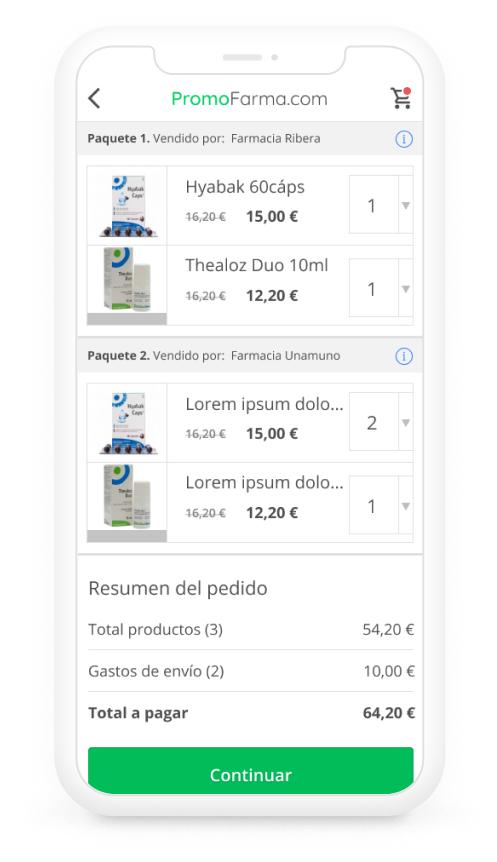 PromoFarma.com
Paquete 1. Vendido por: Farmacia Ribera
Hyabak 60cáps
16,20 € 15,00 €
1
Thealoz Duo 10ml
16,20 € 12,20 €
1
Paquete 2. Vendido por: Farmacia Unamuno
Lorem ipsum dolo...
16,20 € 15,00 €
2
Lorem ipsum dolo...
16,20 € 12,20 €
1
Resumen del pedido
Total productos (3) 54,20 €
Gastos de envío (2) 10,00 €
Total a pagar 64,20 €
Continuar